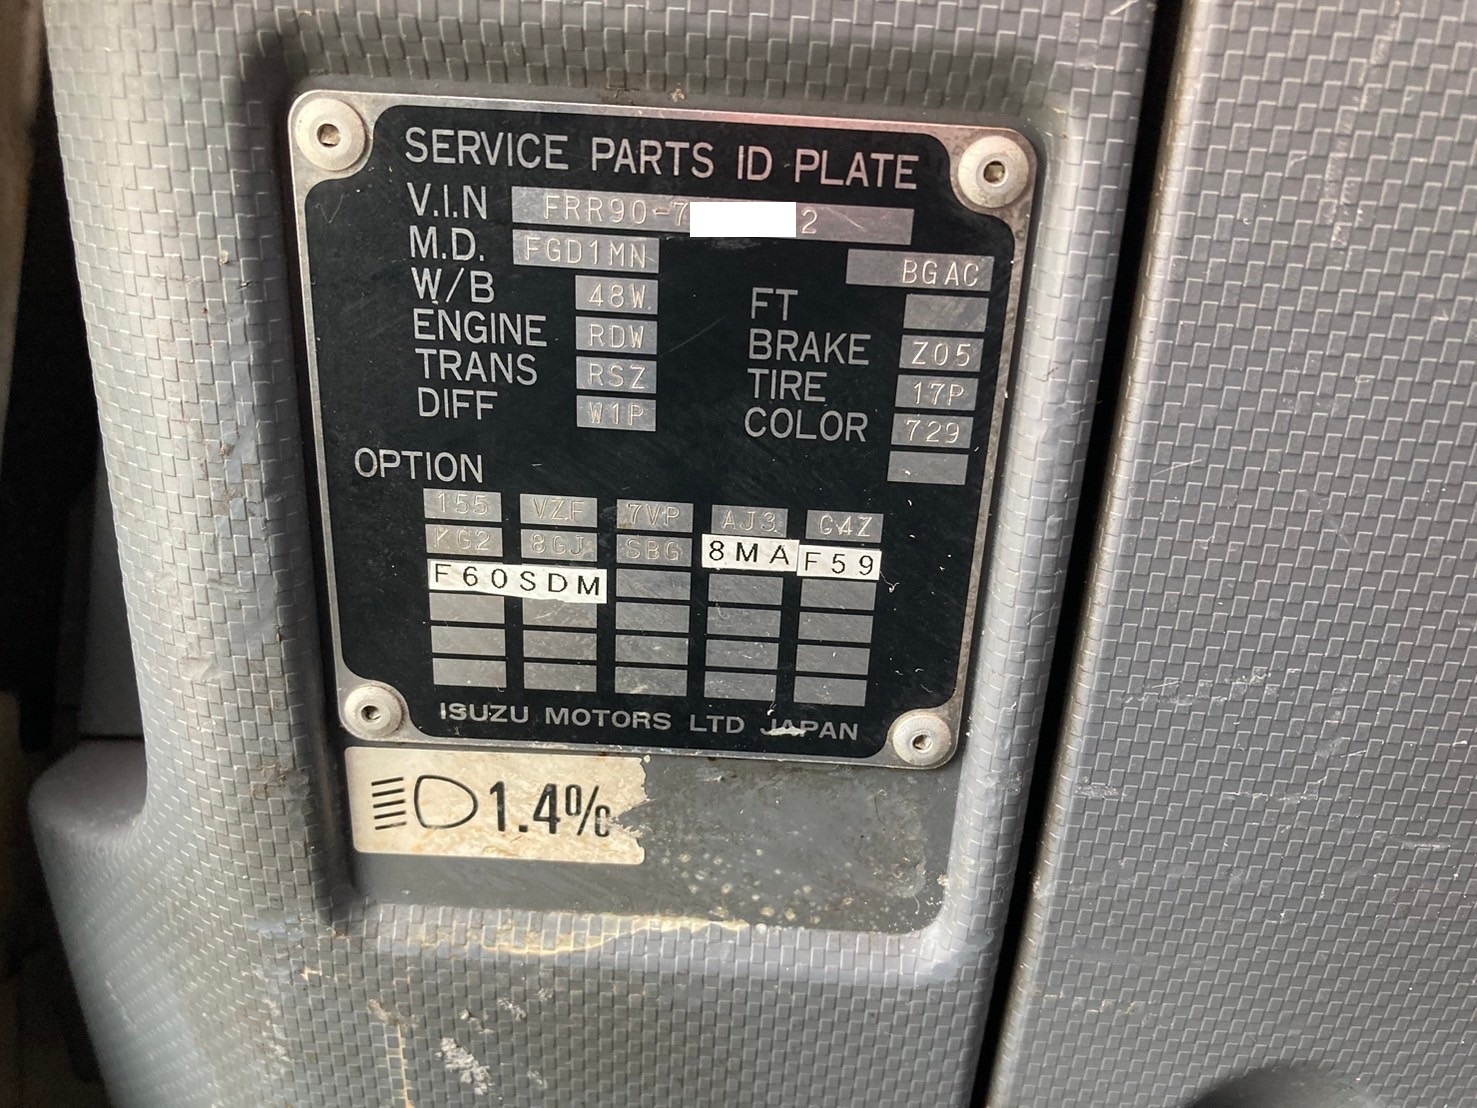 SERVICE PARTS ID PLATE
V.I.N FRR90-7 2
M.D. FGD1MN BGAC
W/B 48W FT
ENGINE RDW BRAKE Z05
TRANS RSZ TIRE 17P
DIFF W1P COLOR 729
OPTION
155 VZF 7VP AJ3 G4Z
KG2 8GJ SBG 8MA F59
F60SDM
ISUZU MOTORS LTD JAPAN
1.4%